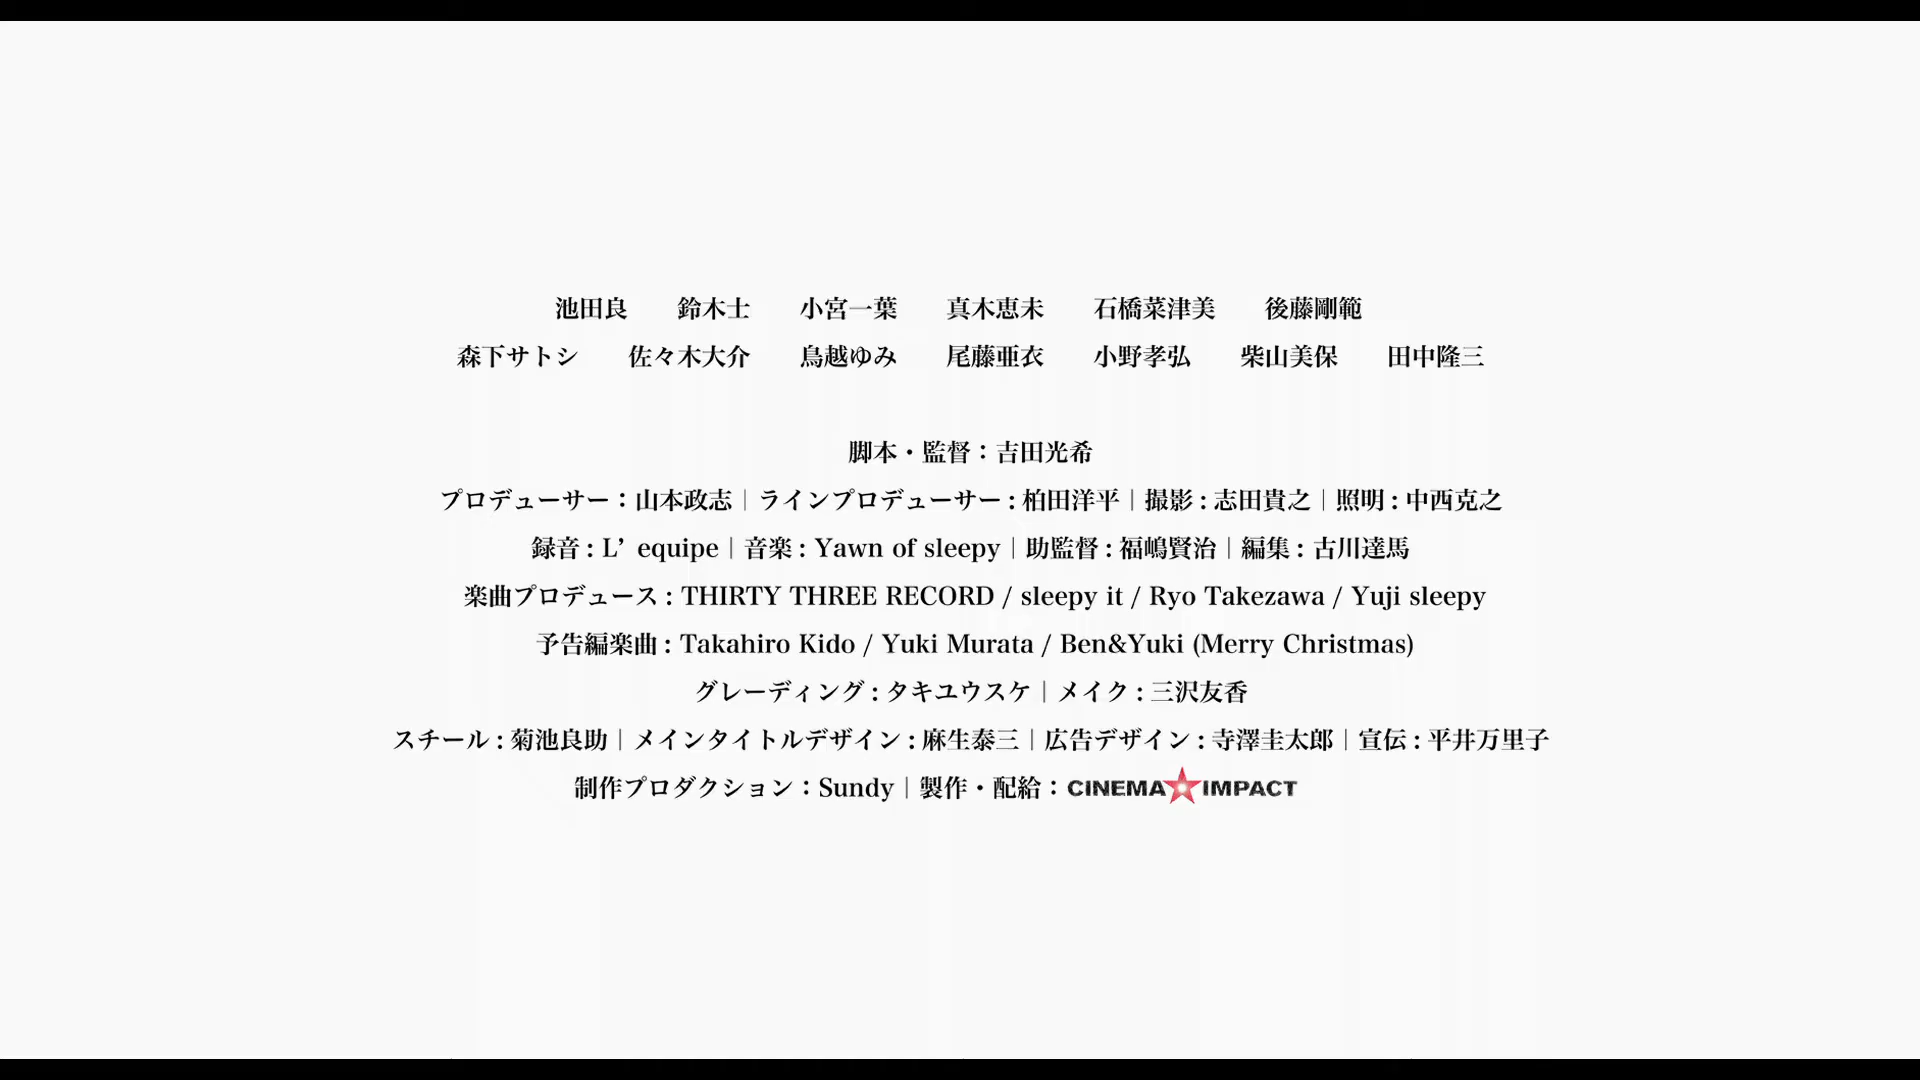 池田良　鈴木士　小宮一葉　真木恵未　石橋菜津美　後藤剛範
森下サトシ　佐々木大介　鳥越ゆみ　尾藤亜衣　小野孝弘　柴山美保　田中隆三
脚本・監督：吉田光希
プロデューサー：山本政志｜ラインプロデューサー : 柏田洋平｜撮影 : 志田貴之｜照明 : 中西克之
録音 : L’equipe｜音楽 : Yawn of sleepy｜助監督 : 福嶋賢治｜編集 : 古川達馬
楽曲プロデュース : THIRTY THREE RECORD / sleepy it / Ryo Takezawa / Yuji sleepy
予告編楽曲 : Takahiro Kido / Yuki Murata / Ben&Yuki (Merry Christmas)
グレーディング : タキユウスケ｜メイク : 三沢友香
スチール : 菊池良助｜メインタイトルデザイン : 麻生泰三｜広告デザイン : 寺澤圭太郎｜宣伝 : 平井万里子
制作プロダクション：Sundy｜製作・配給：CINEMA★IMPACT